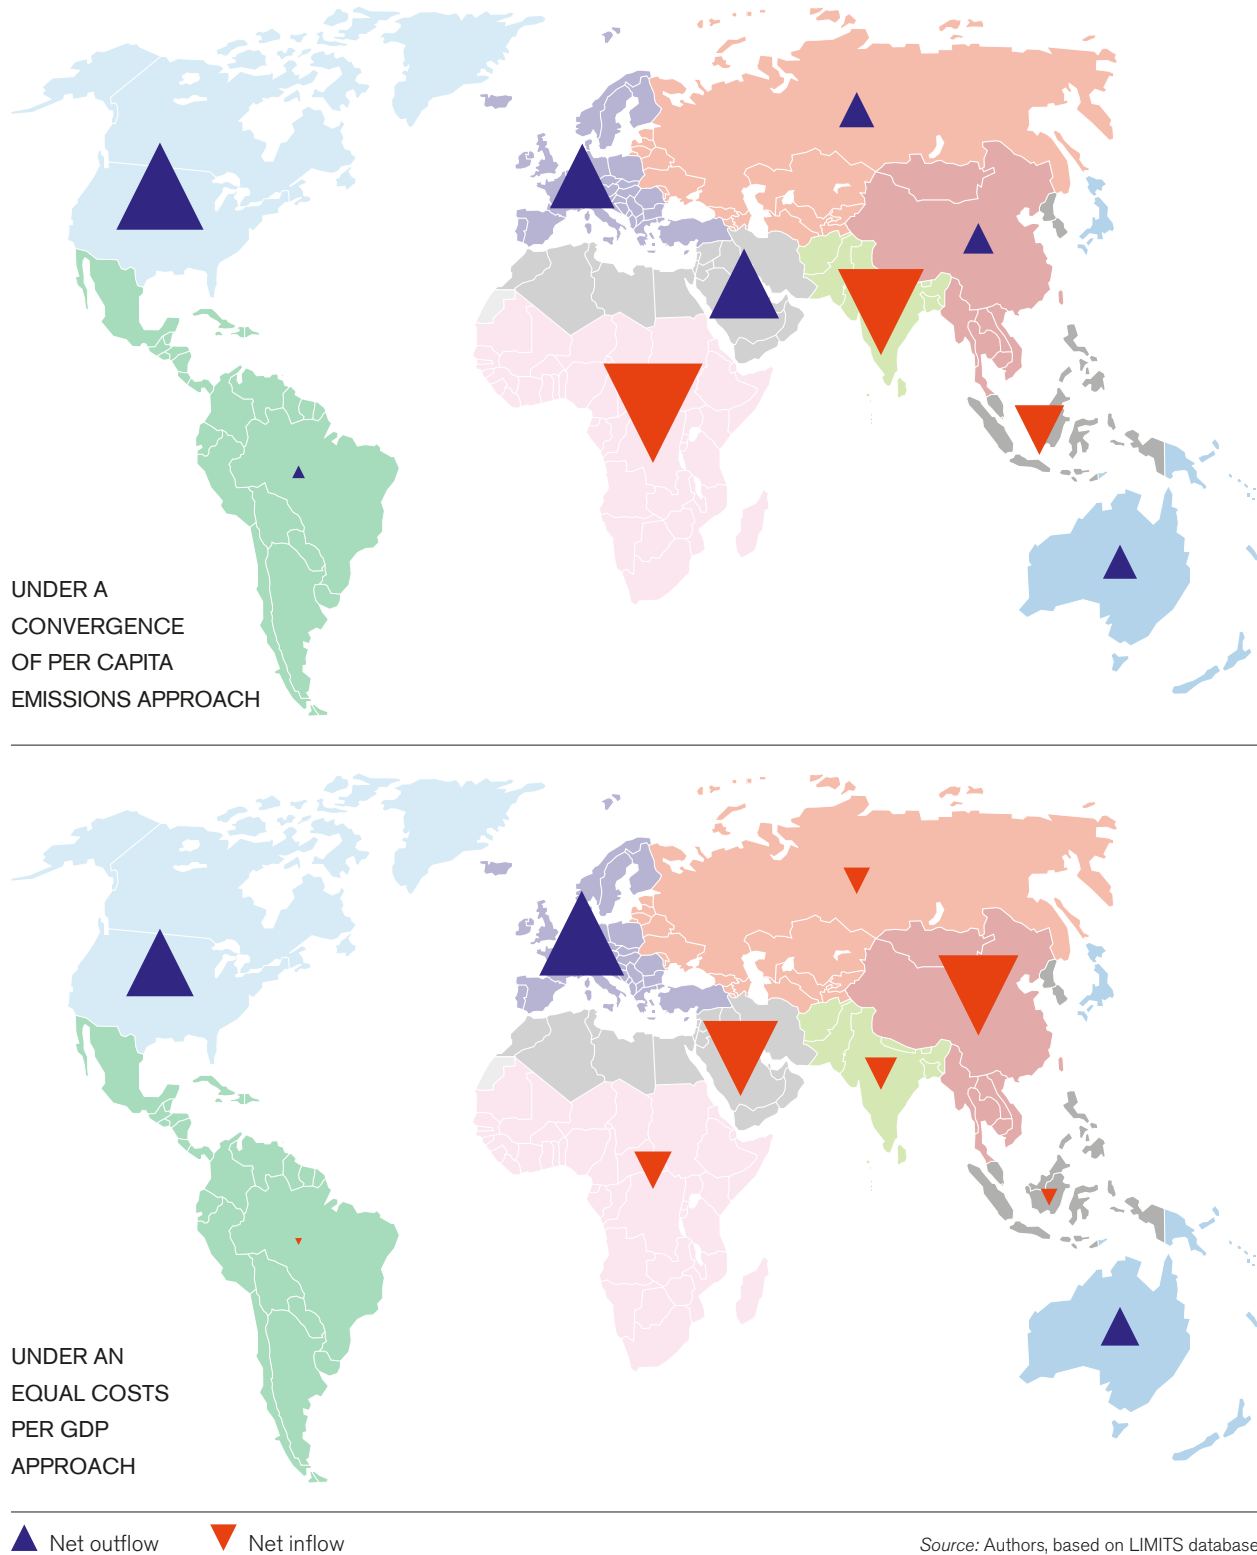 UNDER A
CONVERGENCE
OF PER CAPITA
EMISSIONS APPROACH
UNDER AN
EQUAL COSTS
PER GDP
APPROACH
Net outflow
Net inflow
Source: Authors, based on LIMITS database